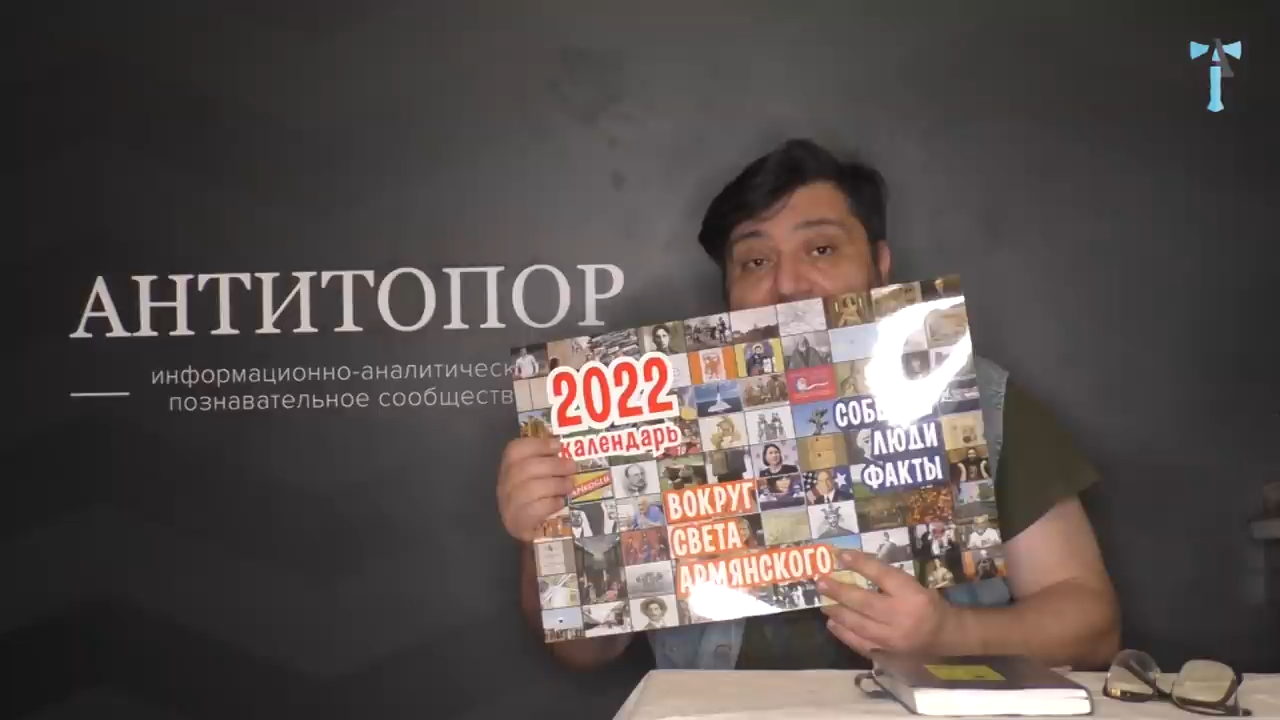 АНТИТОПОР
информационно-аналитическ
познавательное сообществ
2022
календарь
ЛЮДИ
ФАКТЫ
ВОКРУГ
СВЕТА
АРМЯНСКОГО